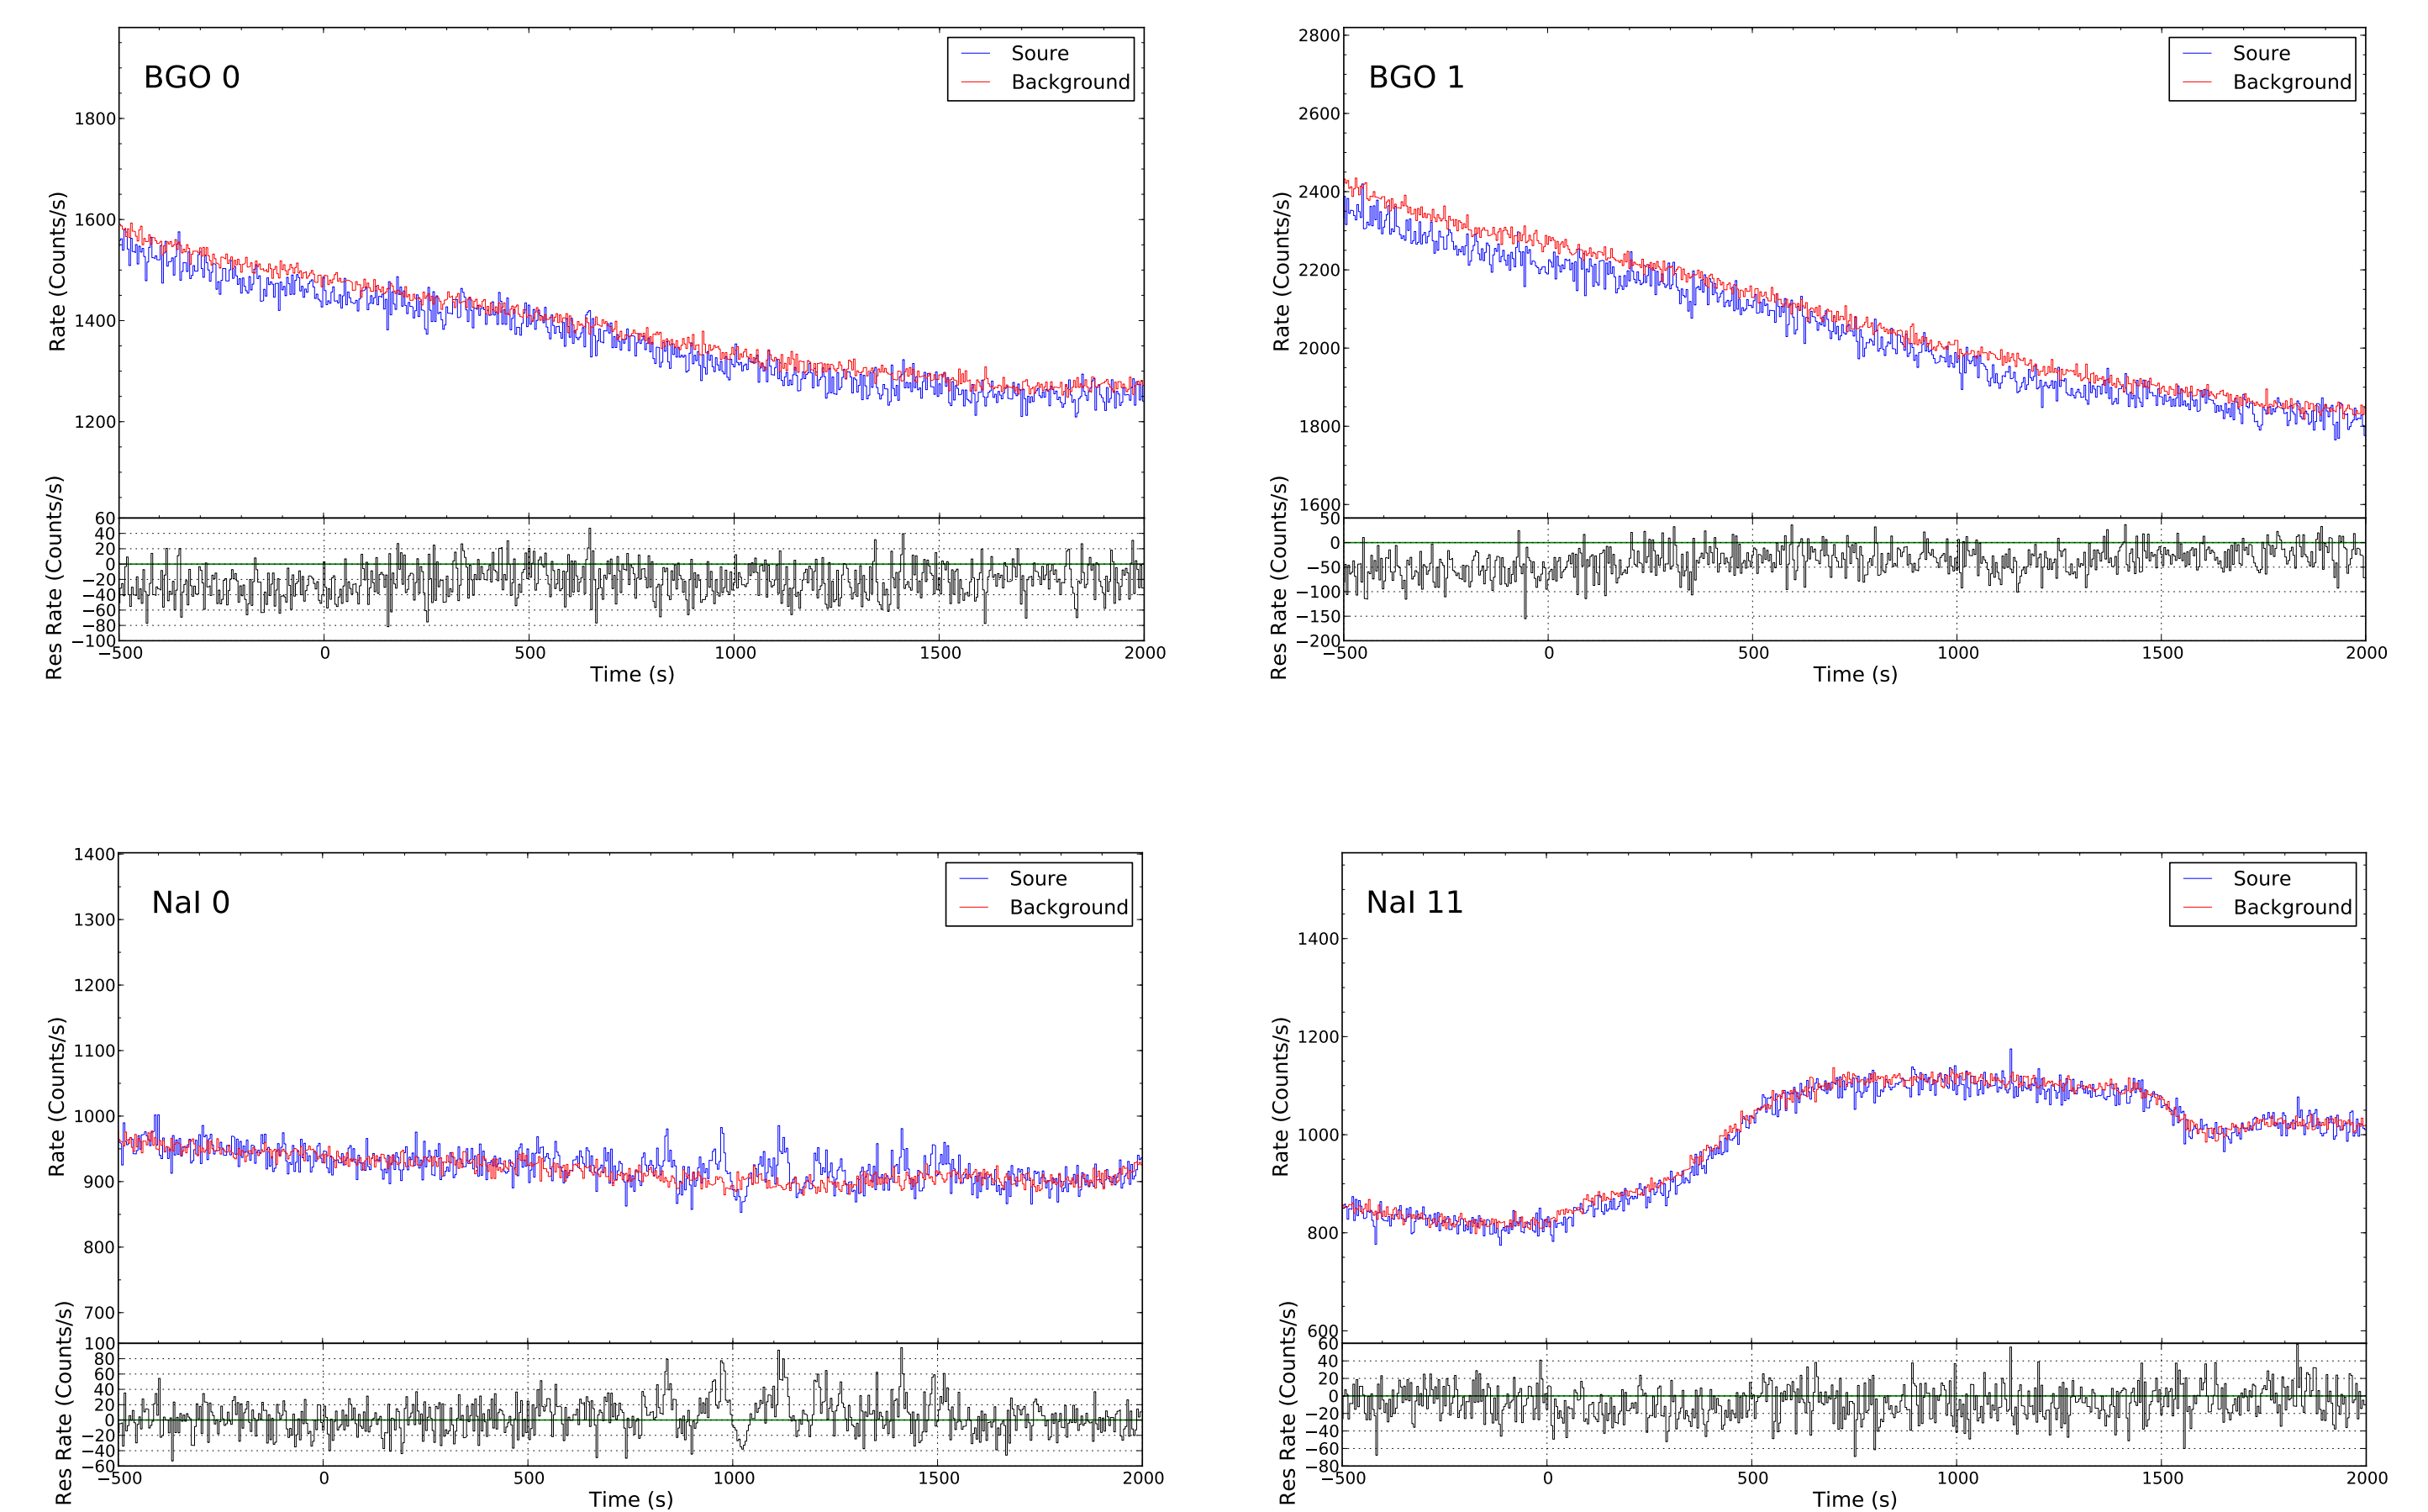 BGO 0
Soure
Background
Rate (Counts/s)
1800
1600
1400
1200
Res Rate (Counts/s)
60
40
20
0
−20
−40
−60
−80
−100
−500 0 500 1000 1500 2000
Time (s)
BGO 1
Soure
Background
Rate (Counts/s)
2800
2600
2400
2200
2000
1800
1600
Res Rate (Counts/s)
50
0
−50
−100
−150
−200
−500 0 500 1000 1500 2000
Time (s)
NaI 0
Soure
Background
Rate (Counts/s)
1400
1300
1200
1100
1000
900
800
700
Res Rate (Counts/s)
100
80
60
40
20
0
−20
−40
−60
−500 0 500 1000 1500 2000
Time (s)
NaI 11
Soure
Background
Rate (Counts/s)
1400
1200
1000
800
600
Res Rate (Counts/s)
60
40
20
0
−20
−40
−60
−80
−500 0 500 1000 1500 2000
Time (s)